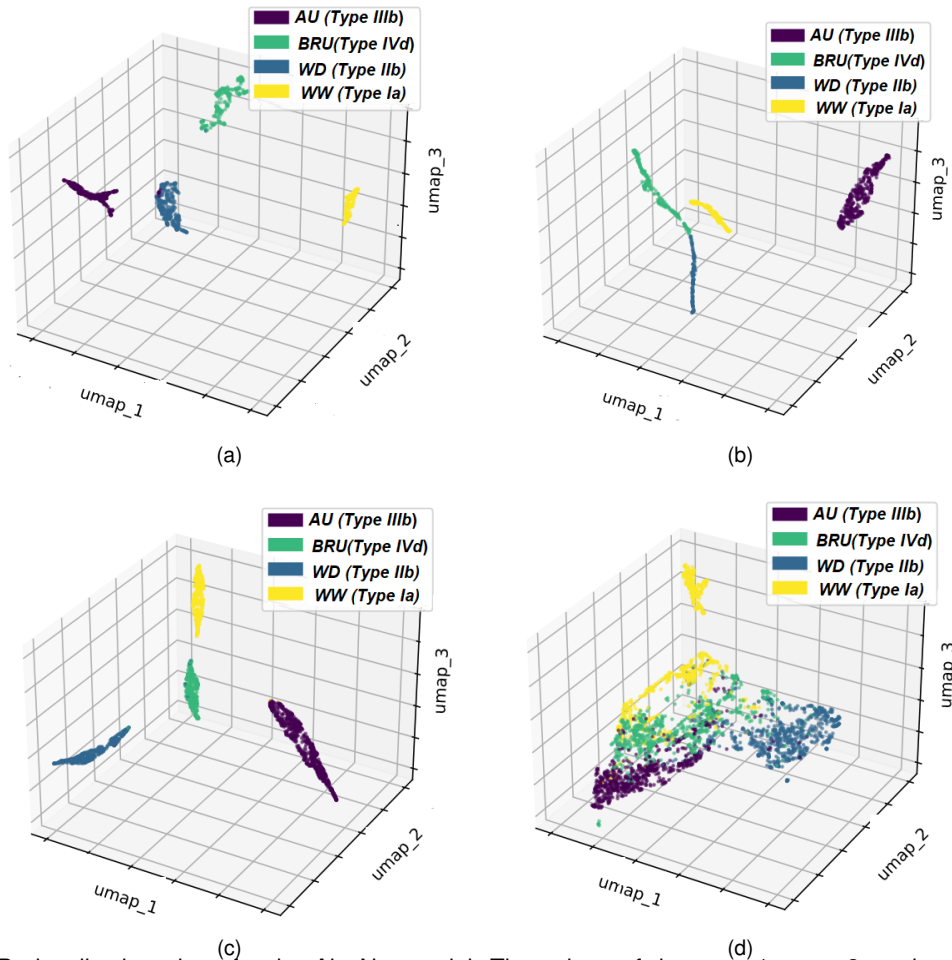 AU (Type IIIb)
BRU(Type IVd)
WD (Type IIb)
WW (Type Ia)
umap_3
umap_2
umap_1
(a)
AU (Type IIIb)
BRU(Type IVd)
WD (Type IIb)
WW (Type Ia)
umap_3
umap_2
umap_1
(b)
AU (Type IIIb)
BRU(Type IVd)
WD (Type IIb)
WW (Type Ia)
umap_3
umap_2
umap_1
(c)
AU (Type IIIb)
BRU(Type IVd)
WD (Type IIb)
WW (Type Ia)
umap_3
umap_2
umap_1
(d)